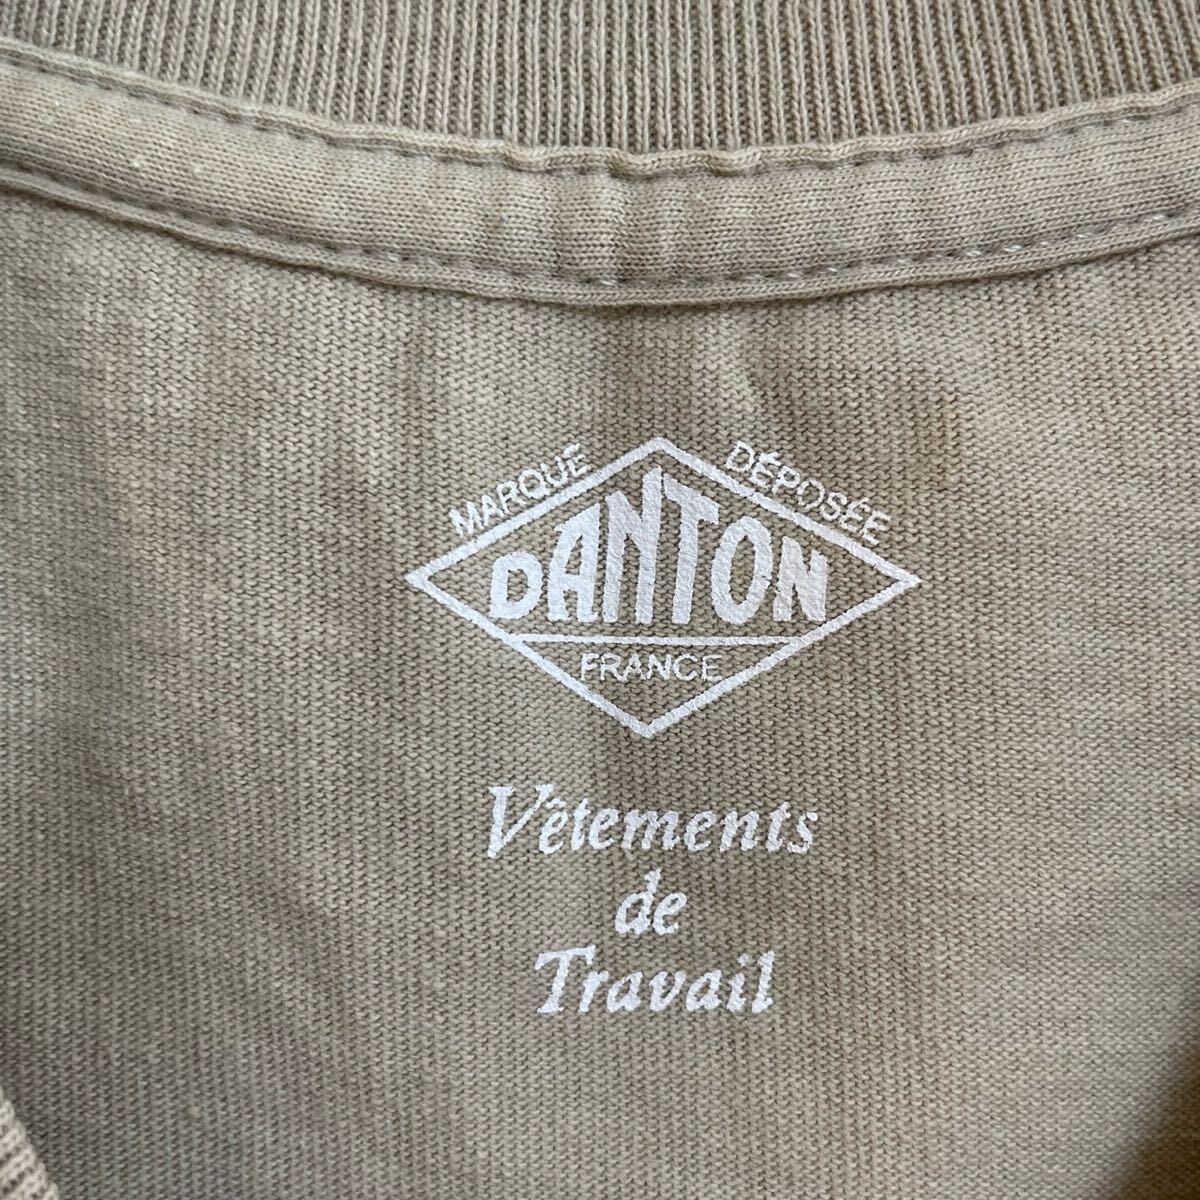 MARQUE DÉPOSÉE
DANTON
FRANCE
Vêtements
de
Travail